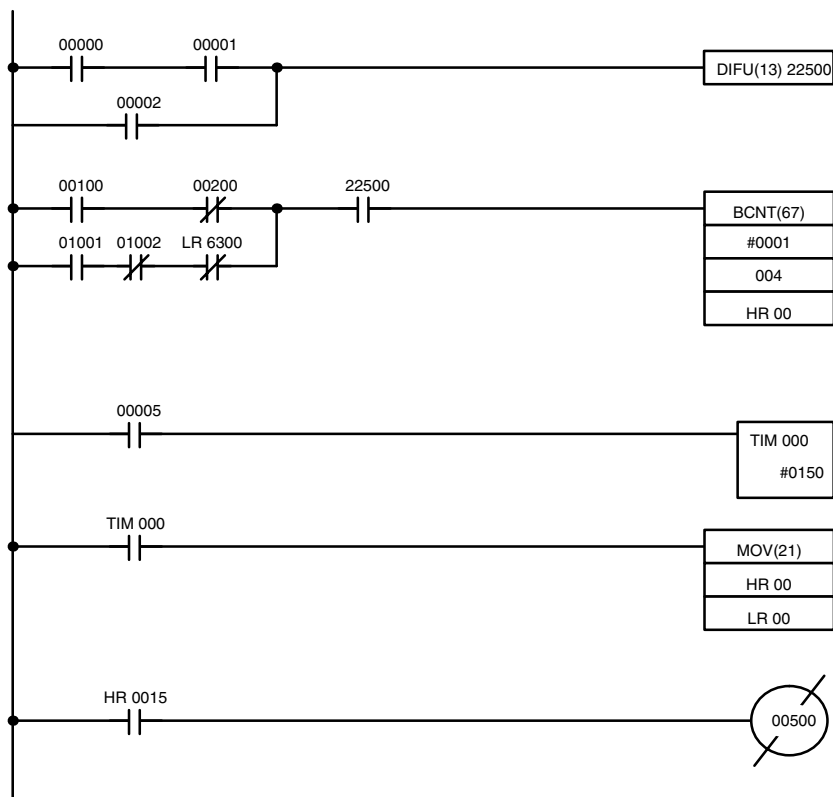 00000 00001
DIFU(13) 22500
00002
00100 00200 22500
BCNT(67)
01001 01002 LR 6300
#0001
004
HR 00
00005
TIM 000
#0150
TIM 000
MOV(21)
HR 00
LR 00
HR 0015
00500